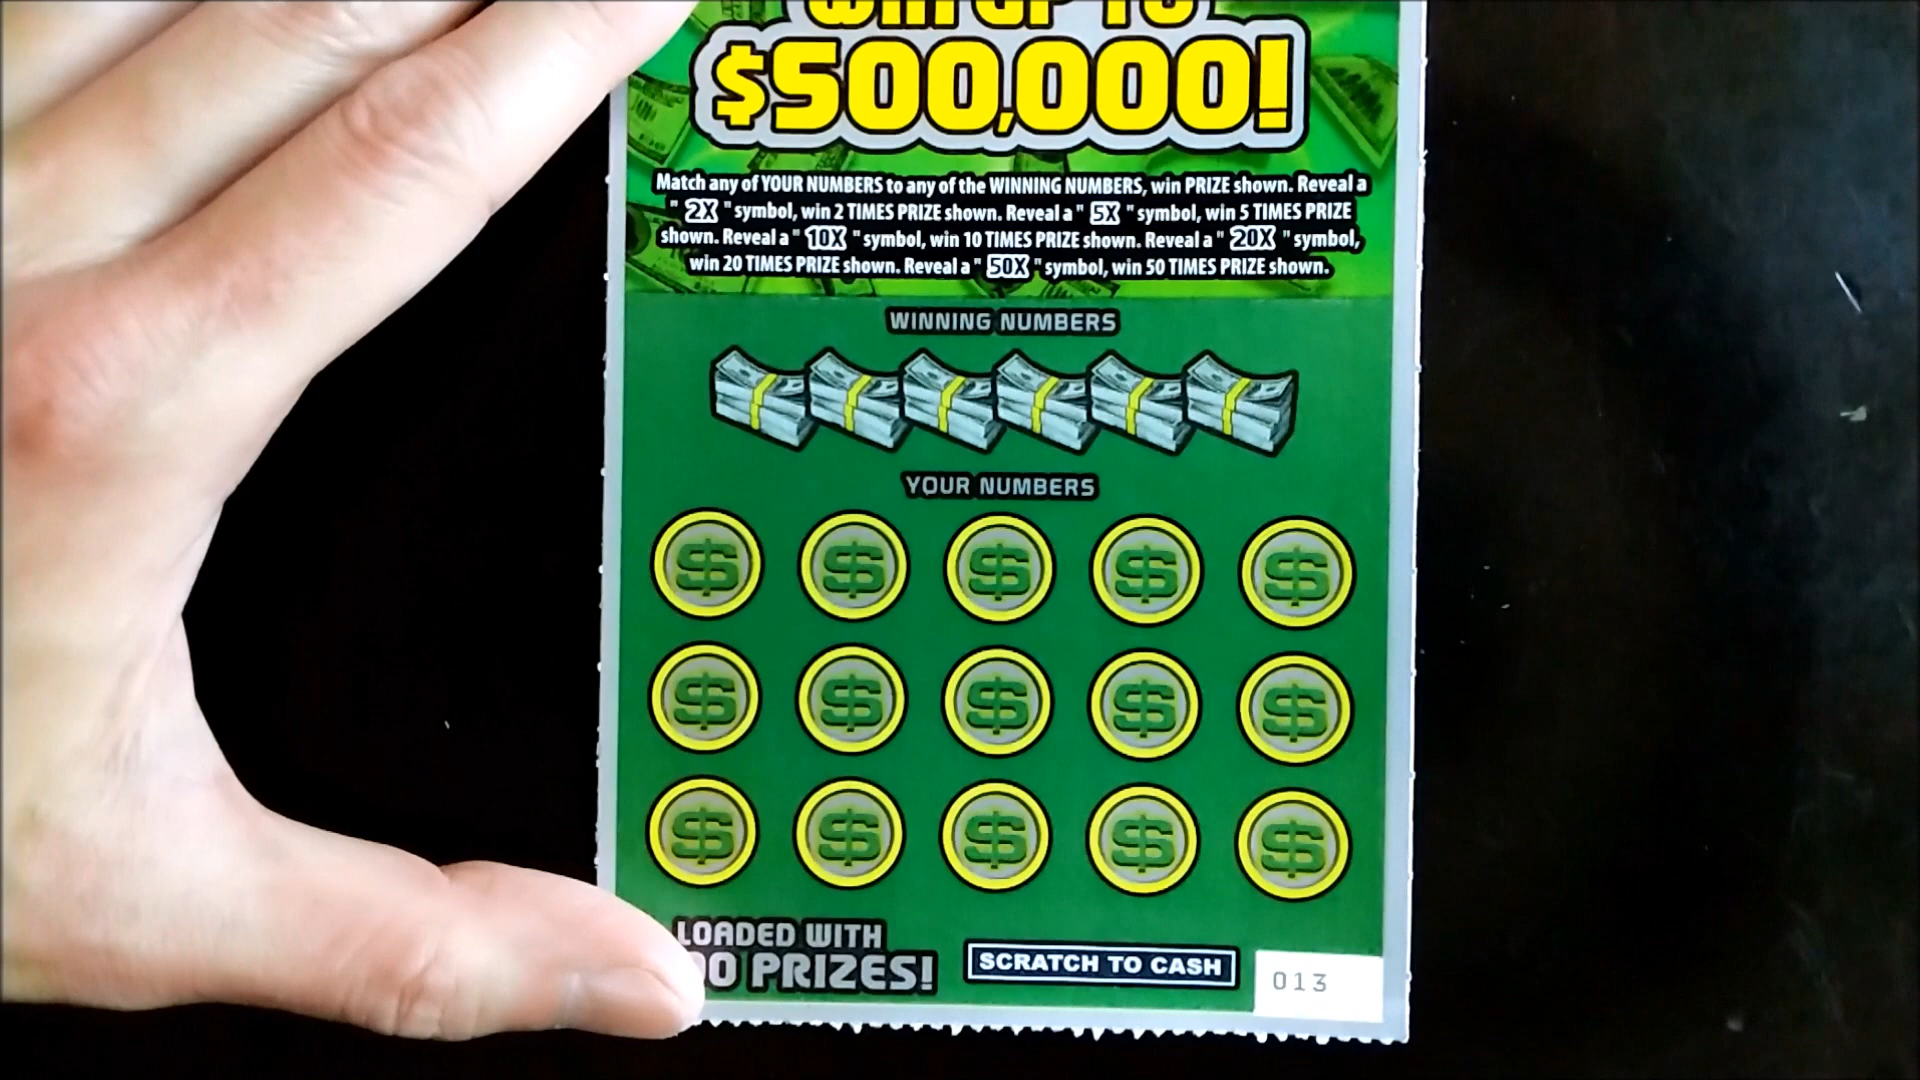 WIN UP TO
$500,000!
Match any of YOUR NUMBERS to any of the WINNING NUMBERS, win PRIZE shown. Reveal a
" 2X " symbol, win 2 TIMES PRIZE shown. Reveal a " 5X " symbol, win 5 TIMES PRIZE
shown. Reveal a " 10X " symbol, win 10 TIMES PRIZE shown. Reveal a " 20X " symbol,
win 20 TIMES PRIZE shown. Reveal a " 50X " symbol, win 50 TIMES PRIZE shown.
WINNING NUMBERS
YOUR NUMBERS
$ $ $ $ $
$ $ $ $ $
$ $ $ $ $
LOADED WITH
PRIZES!
SCRATCH TO CASH
013